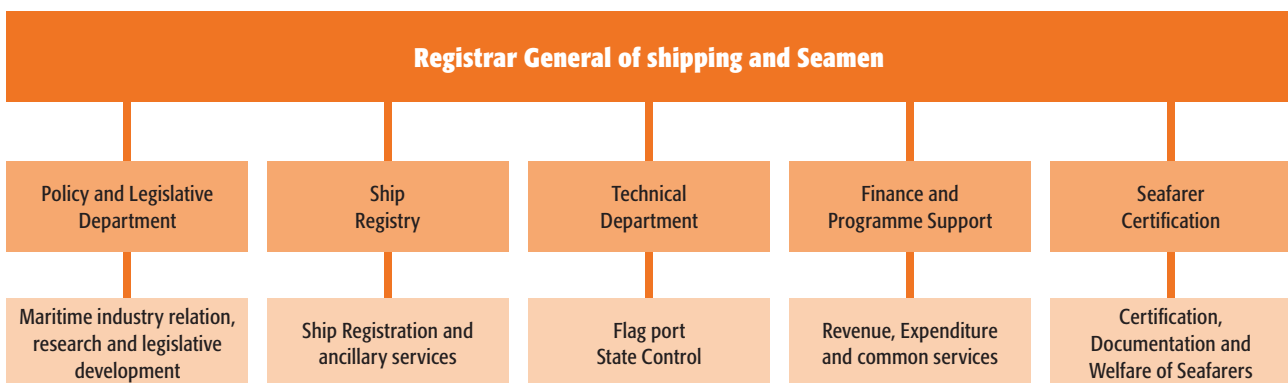 Registrar General of shipping and Seamen
Policy and Legislative
Department
Ship
Registry
Technical
Department
Finance and
Programme Support
Seafarer
Certification
Maritime industry relation,
research and legislative
development
Ship Registration and
ancillary services
Flag port
State Control
Revenue, Expenditure
and common services
Certification,
Documentation and
Welfare of Seafarers